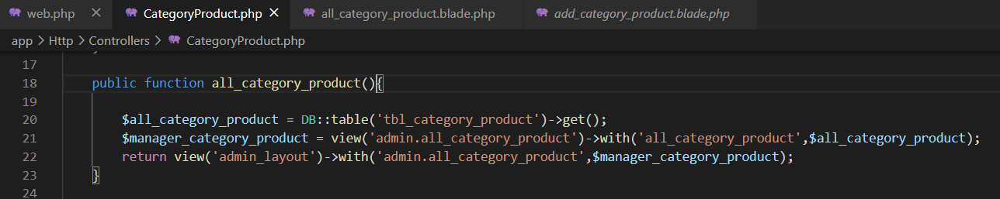 web.php CategoryProduct.php all_category_product.blade.php add_category_product.blade.php
app > Http > Controllers > CategoryProduct.php
17
18 public function all_category_product(){
19
20 $all_category_product = DB::table('tbl_category_product')->get();
21 $manager_category_product = view('admin.all_category_product')->with('all_category_product',$all_category_product);
22 return view('admin_layout')->with('admin.all_category_product',$manager_category_product);
23 }
24